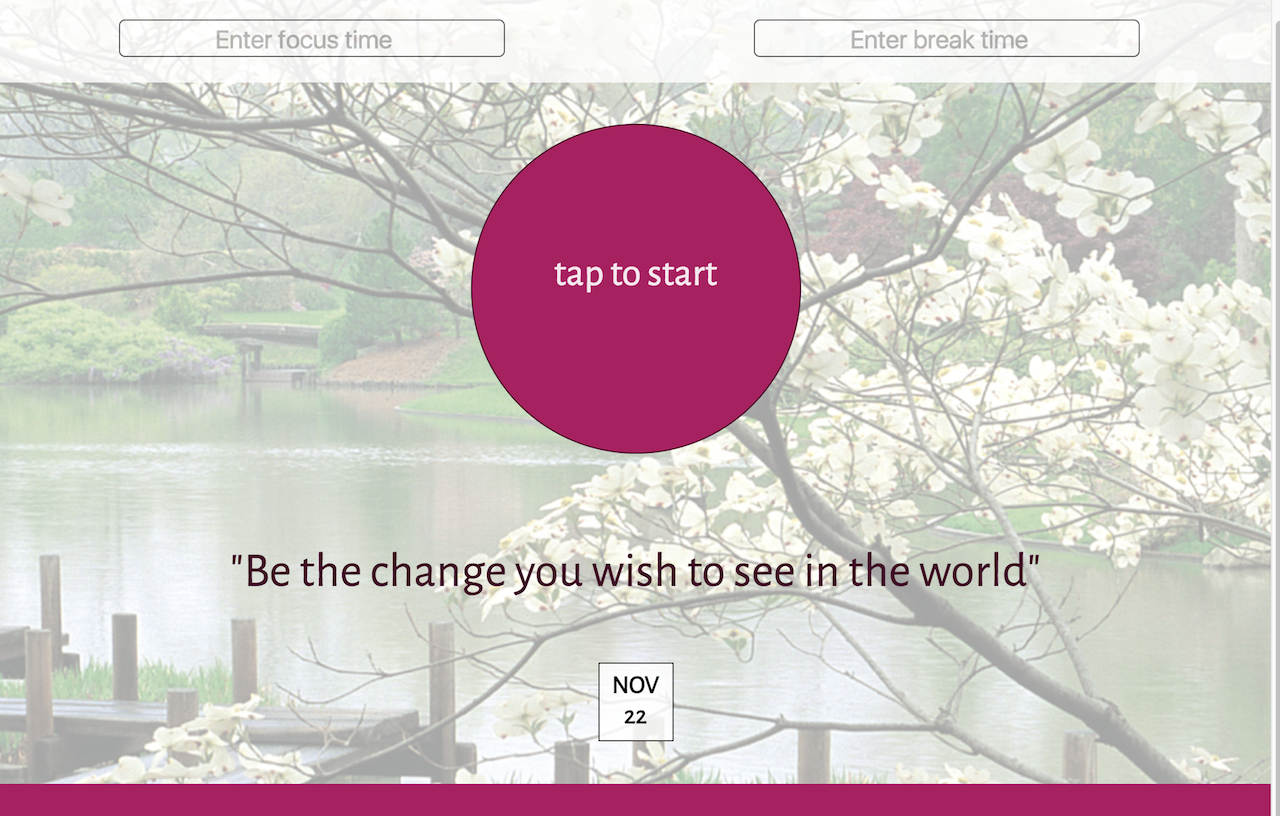 Enter focus time
Enter break time
tap to start
"Be the change you wish to see in the world"
NOV
22